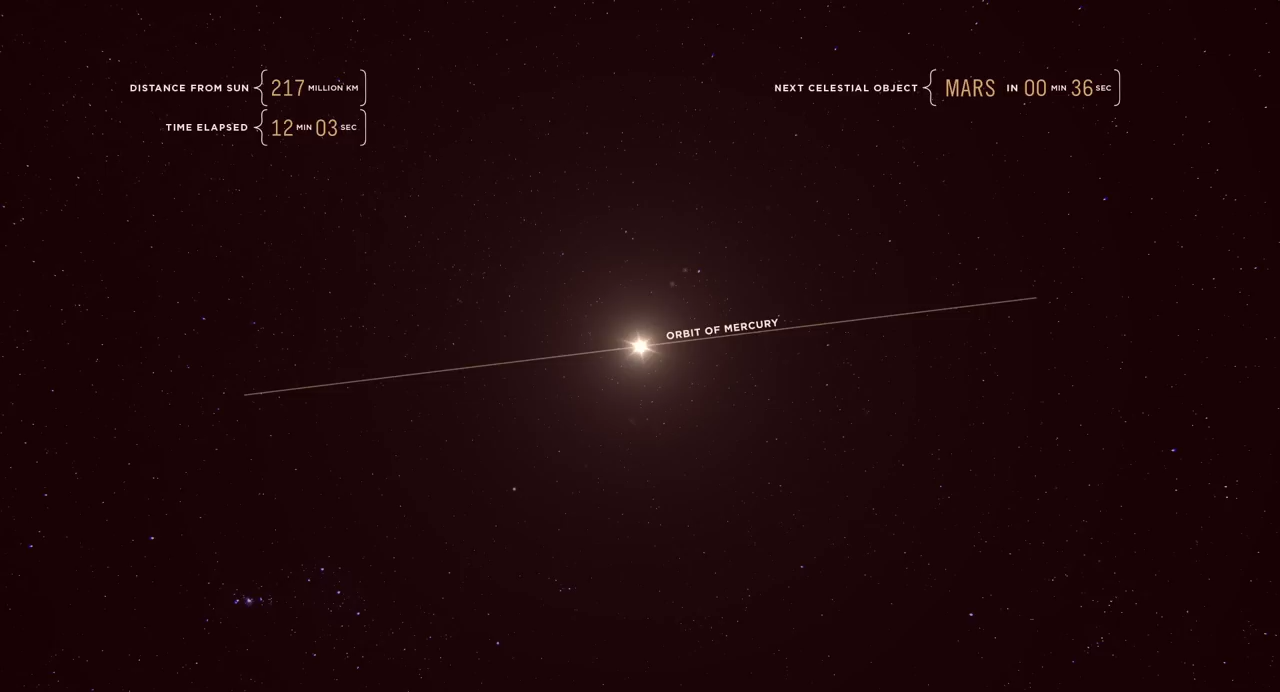 DISTANCE FROM SUN 217 MILLION KM
TIME ELAPSED 12 MIN 03 SEC
NEXT CELESTIAL OBJECT MARS IN 00 MIN 36 SEC
ORBIT OF MERCURY